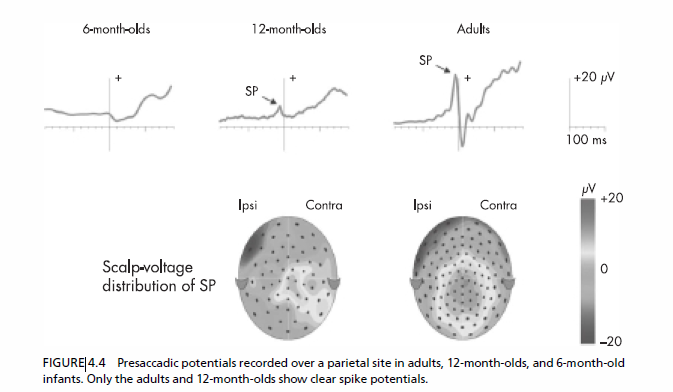 6-month-olds 12-month-olds Adults
+ + +
SP SP
+20 μV
100 ms
Ipsi Contra Ipsi Contra
μV
+20
0
-20
Scalp-voltage
distribution of SP
FIGURE|4.4 Presaccadic potentials recorded over a parietal site in adults, 12-month-olds, and 6-month-old
infants. Only the adults and 12-month-olds show clear spike potentials.